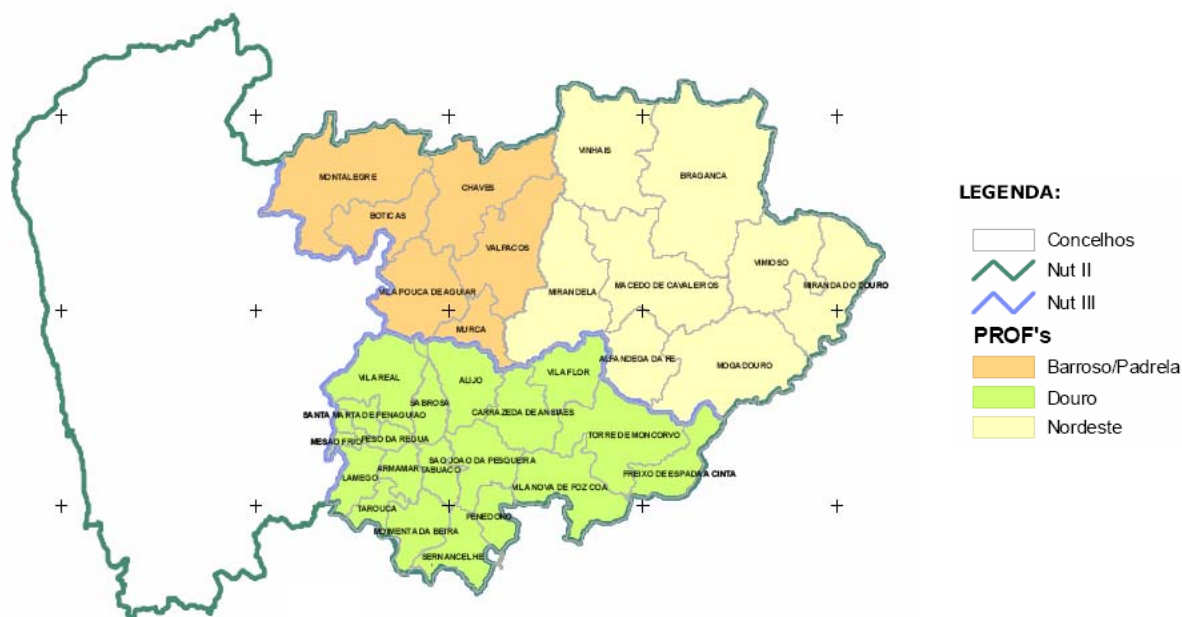 VINHAIS
BRAGANCA
MONTALEGRE
CHAVES
BOTICAS
VALPACOS
VIMIOSO
MIRANDA DO DOURO
MACEDO DE CAVALEIROS
MIRANDELA
VILA POUCA DE AGUIAR
MURCA
ALFANDEGA DA FE
MOGADOURO
VILA REAL
ALIJO
VILA FLOR
SABROSA
CARRAZEDA DE ANSIAES
SANTA MARTA DE PENAGUIAO
MESAO FRIO
PESO DA REGUA
TORRE DE MONCORVO
SAO JOAO DA PESQUEIRA
ARMAMAR
TABUACO
LAMEGO
FREIXO DE ESPADA A CINTA
VILA NOVA DE FOZ COA
TAROUCA
PENEDONO
MOIMENTA DA BEIRA
SERNANCELHE
LEGENDA:
Concelhos
Nut II
Nut III
PROF's
Barroso/Padrela
Douro
Nordeste